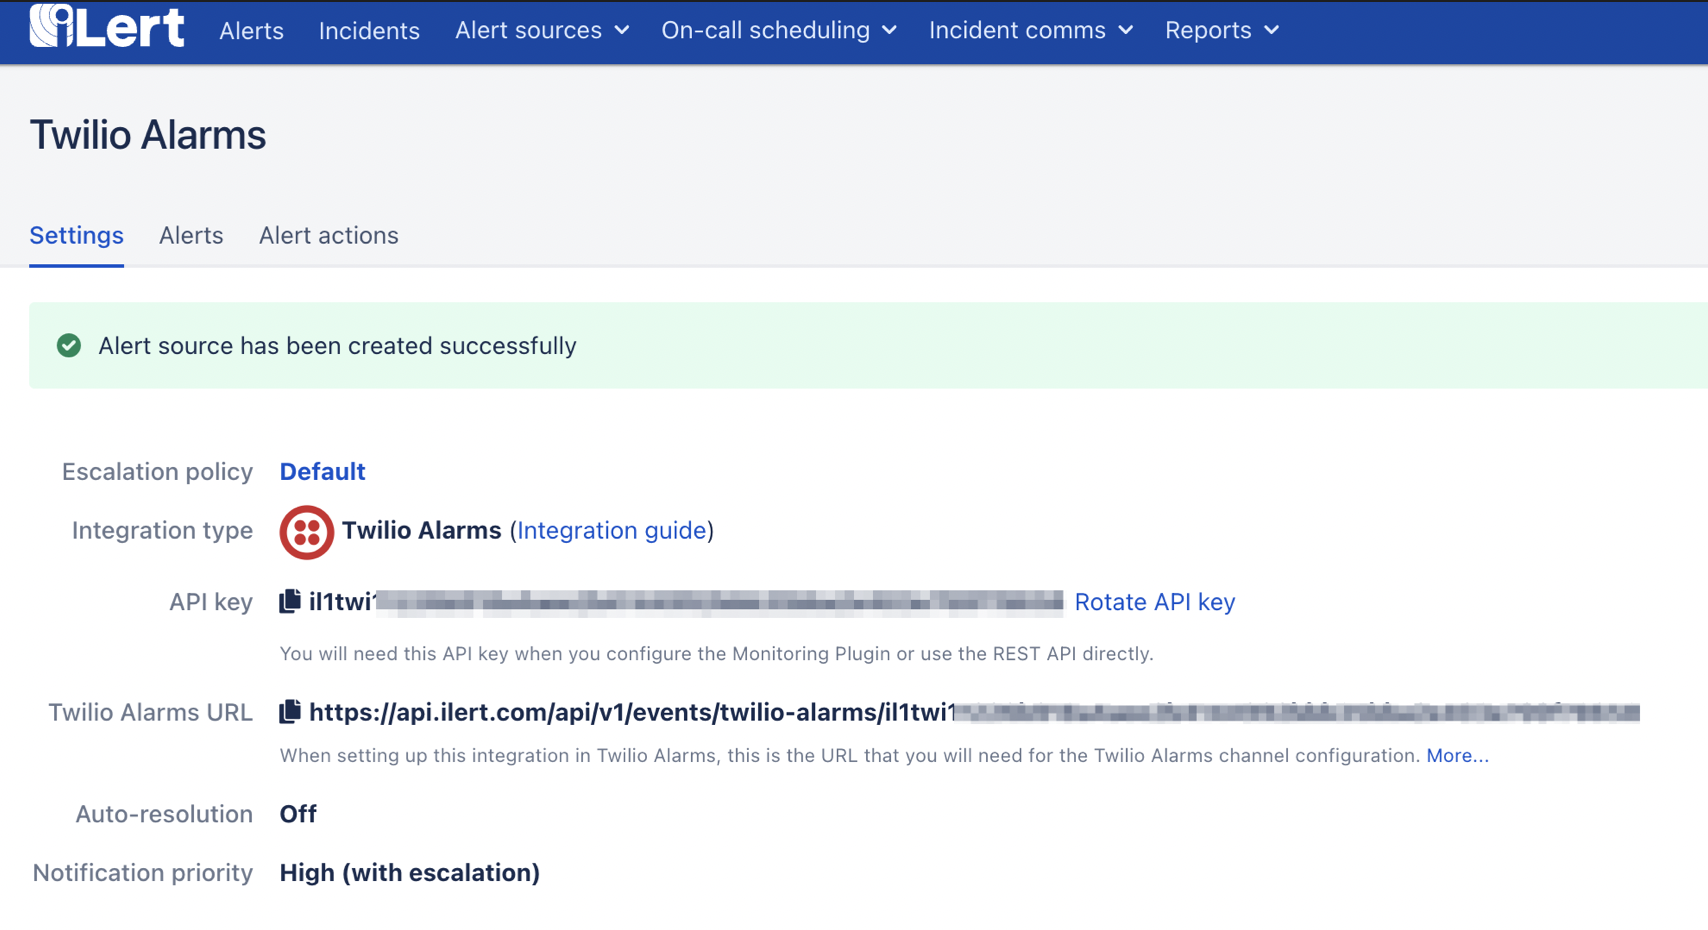 iLert Alerts Incidents Alert sources On-call scheduling Incident comms Reports
Twilio Alarms
Settings Alerts Alert actions
Alert source has been created successfully
Escalation policy Default
Integration type Twilio Alarms (Integration guide)
API key il1twi1 Rotate API key
You will need this API key when you configure the Monitoring Plugin or use the REST API directly.
Twilio Alarms URL https://api.ilert.com/api/v1/events/twilio-alarms/il1twi1
When setting up this integration in Twilio Alarms, this is the URL that you will need for the Twilio Alarms channel configuration. More...
Auto-resolution Off
Notification priority High (with escalation)